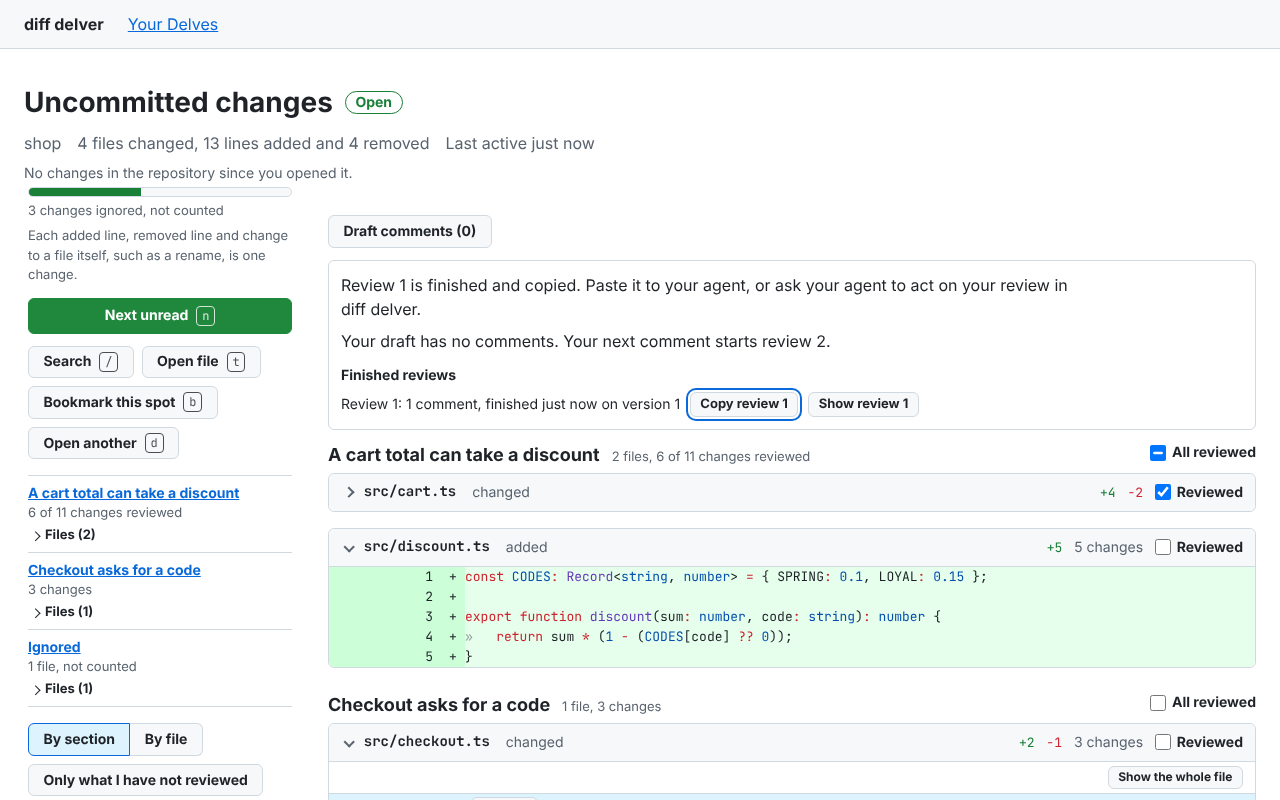 diff delver Your Delves
Uncommitted changes Open
shop 4 files changed, 13 lines added and 4 removed Last active just now
No changes in the repository since you opened it.
3 changes ignored, not counted
Each added line, removed line and change
to a file itself, such as a rename, is one
change.
Next unread n
Search /
Open file t
Bookmark this spot b
Open another d
A cart total can take a discount
6 of 11 changes reviewed
Files (2)
Checkout asks for a code
3 changes
Files (1)
Ignored
1 file, not counted
Files (1)
By section By file
Only what I have not reviewed
Draft comments (0)
Review 1 is finished and copied. Paste it to your agent, or ask your agent to act on your review in
diff delver.
Your draft has no comments. Your next comment starts review 2.
Finished reviews
Review 1: 1 comment, finished just now on version 1 Copy review 1 Show review 1
A cart total can take a discount 2 files, 6 of 11 changes reviewed All reviewed
src/cart.ts changed +4 -2 Reviewed
src/discount.ts added +5 5 changes Reviewed
1 + const CODES: Record<string, number> = { SPRING: 0.1, LOYAL: 0.15 };
2 +
3 + export function discount(sum: number, code: string): number {
4 + » return sum * (1 - (CODES[code] ?? 0));
5 + }
Checkout asks for a code 1 file, 3 changes All reviewed
src/checkout.ts changed +2 -1 3 changes Reviewed
Show the whole file